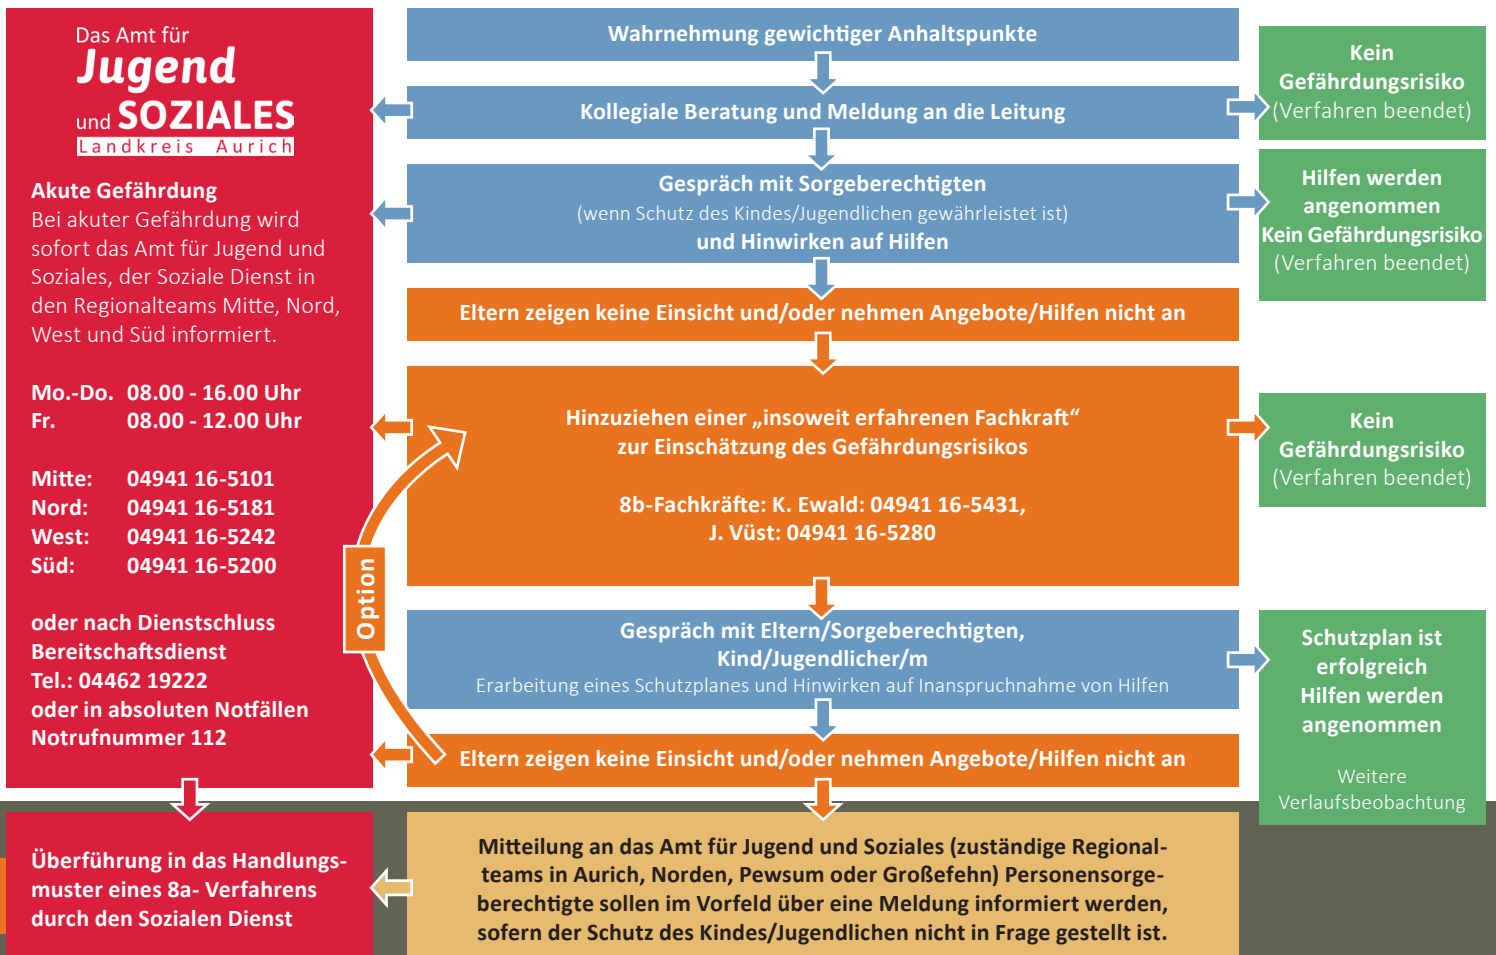 Das Amt für
Jugend
und SOZIALES
Landkreis Aurich
Akute Gefährdung
Bei akuter Gefährdung wird
sofort das Amt für Jugend und
Soziales, der Soziale Dienst in
den Regionalteams Mitte, Nord,
West und Süd informiert.
Mo.-Do. 08.00 - 16.00 Uhr
Fr. 08.00 - 12.00 Uhr
Mitte: 04941 16-5101
Nord: 04941 16-5181
West: 04941 16-5242
Süd: 04941 16-5200
oder nach Dienstschluss
Bereitschaftsdienst
Tel.: 04462 19222
oder in absoluten Notfällen
Notrufnummer 112
Überführung in das Handlungs-
muster eines 8a- Verfahrens
durch den Sozialen Dienst
Wahrnehmung gewichtiger Anhaltspunkte
Kollegiale Beratung und Meldung an die Leitung
Gespräch mit Sorgeberechtigten
(wenn Schutz des Kindes/Jugendlichen gewährleistet ist)
und Hinwirken auf Hilfen
Eltern zeigen keine Einsicht und/oder nehmen Angebote/Hilfen nicht an
Hinzuziehen einer „insoweit erfahrenen Fachkraft“
zur Einschätzung des Gefährdungsrisikos
8b-Fachkräfte: K. Ewald: 04941 16-5431,
J. Vüst: 04941 16-5280
Option
Gespräch mit Eltern/Sorgeberechtigten,
Kind/Jugendlicher/m
Erarbeitung eines Schutzplanes und Hinwirken auf Inanspruchnahme von Hilfen
Eltern zeigen keine Einsicht und/oder nehmen Angebote/Hilfen nicht an
Mitteilung an das Amt für Jugend und Soziales (zuständige Regional-
teams in Aurich, Norden, Pewsum oder Großefehn) Personensorge-
berechtigte sollen im Vorfeld über eine Meldung informiert werden,
sofern der Schutz des Kindes/Jugendlichen nicht in Frage gestellt ist.
Kein
Gefährdungsrisiko
(Verfahren beendet)
Hilfen werden
angenommen
Kein Gefährdungsrisiko
(Verfahren beendet)
Kein
Gefährdungsrisiko
(Verfahren beendet)
Schutzplan ist
erfolgreich
Hilfen werden
angenommen
Weitere
Verlaufsbeobachtung